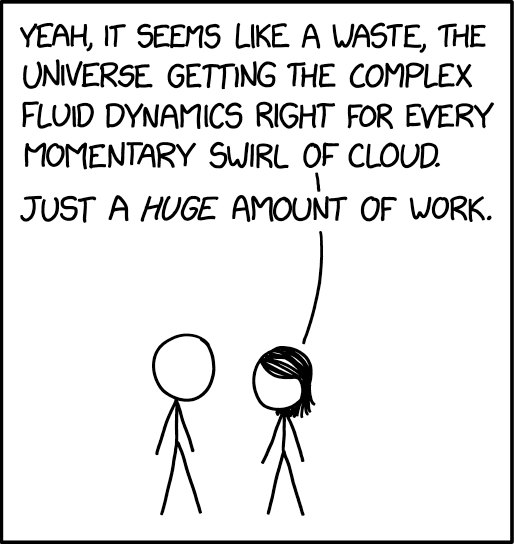 YEAH, IT SEEMS LIKE A WASTE, THE
UNIVERSE GETTING THE COMPLEX
FLUID DYNAMICS RIGHT FOR EVERY
MOMENTARY SWIRL OF CLOUD.
JUST A HUGE AMOUNT OF WORK.